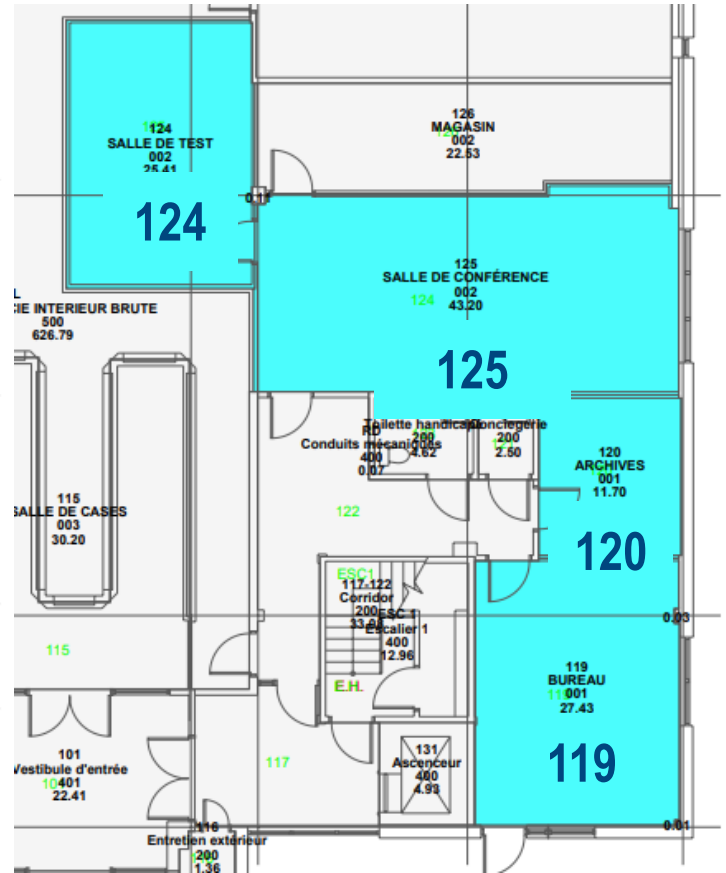 126
MAGASIN
002
22.53
124
SALLE DE TEST
002
25.41
124
0.11
125
SALLE DE CONFÉRENCE
002
43.20
124
125
L
CIE INTERIEUR BRUTE
500
626.79
Toilette handicapé
200
4.62
Conciergerie
200
2.50
121
RD
Conduits mécaniques
400
0.07
120
ARCHIVES
001
11.70
120
115
SALLE DE CASES
003
30.20
122
ESC1
117-122
Corridor
200
ESC 1
Escalier 1
400
12.96
E.H.
0.03
115
119
BUREAU
001
27.43
119
101
Vestibule d'entrée
401
22.41
117
131
Ascenceur
400
4.93
0.01
116
Entretien extérieur
200
1.36